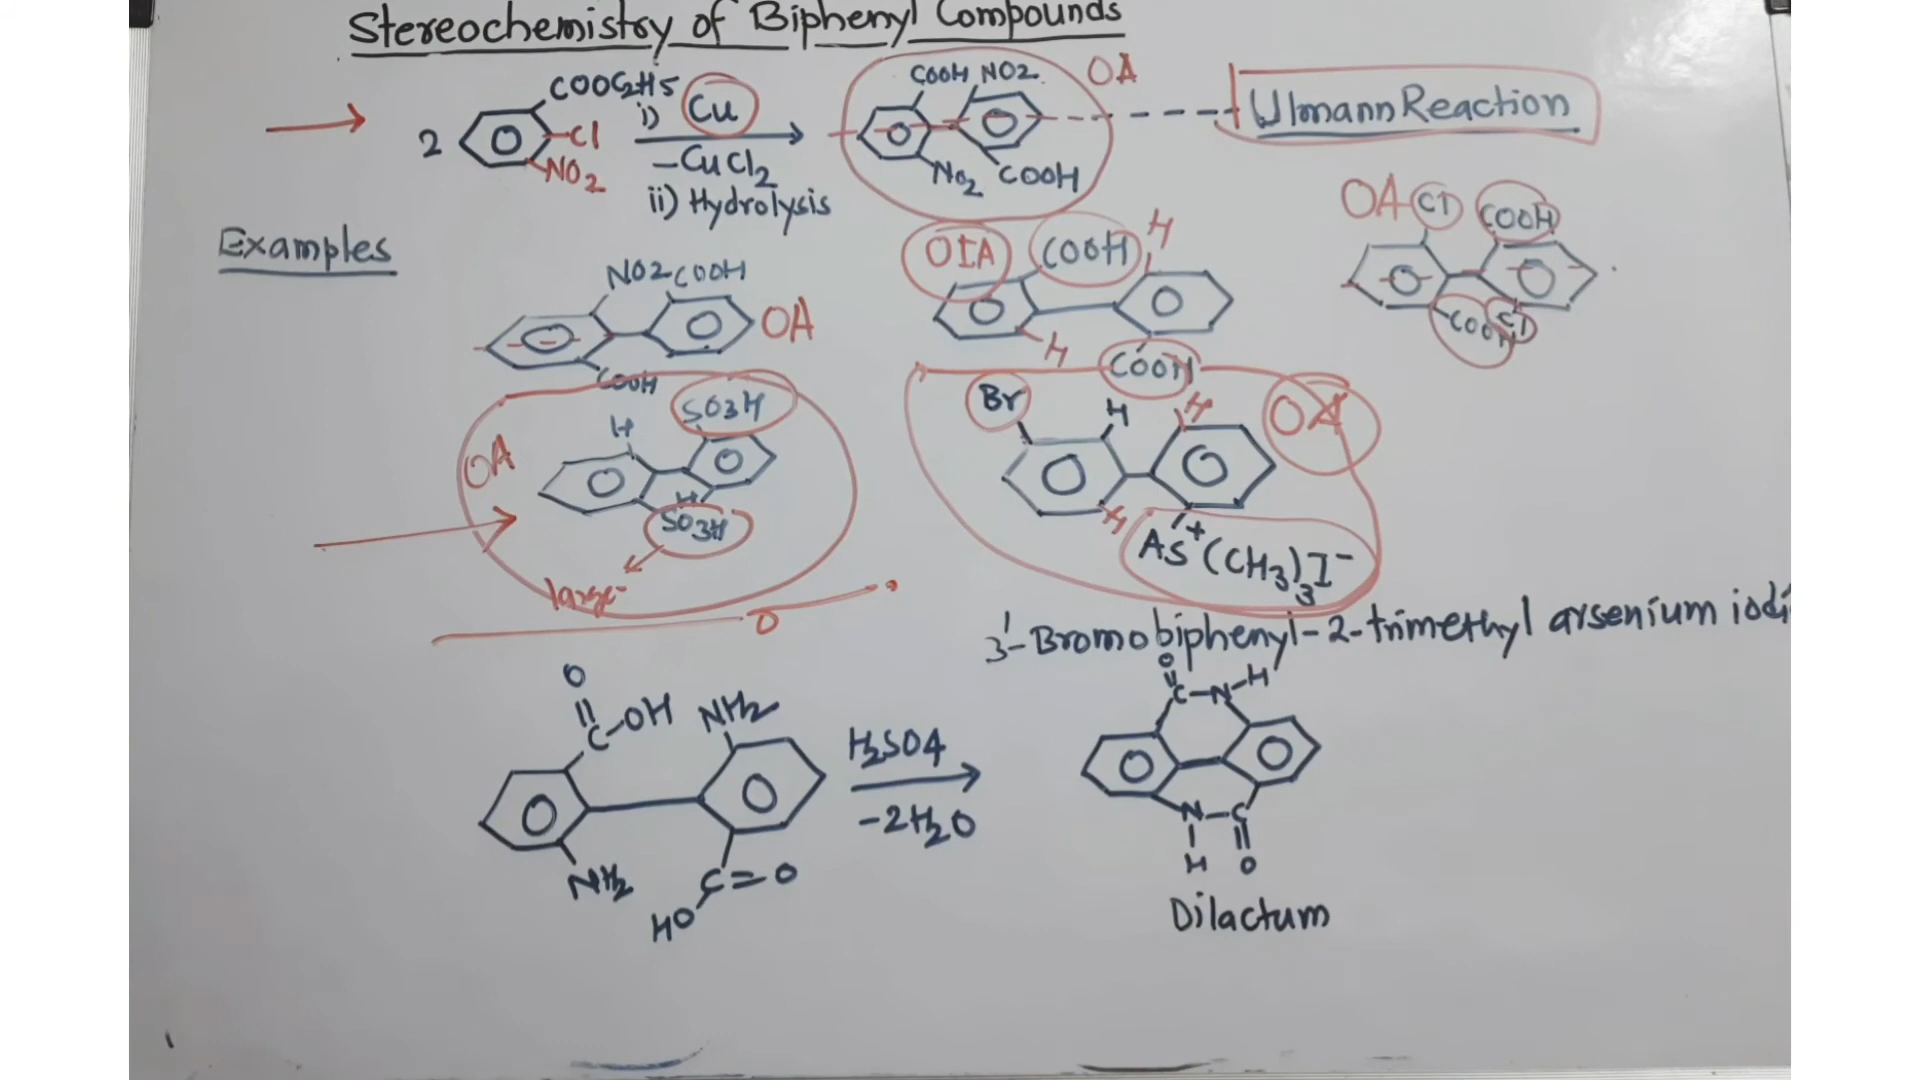 Stereochemistry of Biphenyl Compounds
COOC2H5
2
Cl
NO2
i) Cu
-CuCl2
ii) Hydrolysis
COOH NO2
NO2 COOH
OA
Ulmann Reaction
Examples
NO2 COOH
COOH
OA
OIA
COOH
H
H
COOH
OA
Cl
COOH
COOH
Cl
OA
H
SO3H
H
SO3H
large
Br
H
H
H
OA
As+(CH3)3I-
3'-Bromobiphenyl-2-trimethyl arsenium iodi
O
C-OH
NH2
NH2
C=O
HO
H2SO4
-2H2O
O
C-N-H
N-C
H O
Dilactum